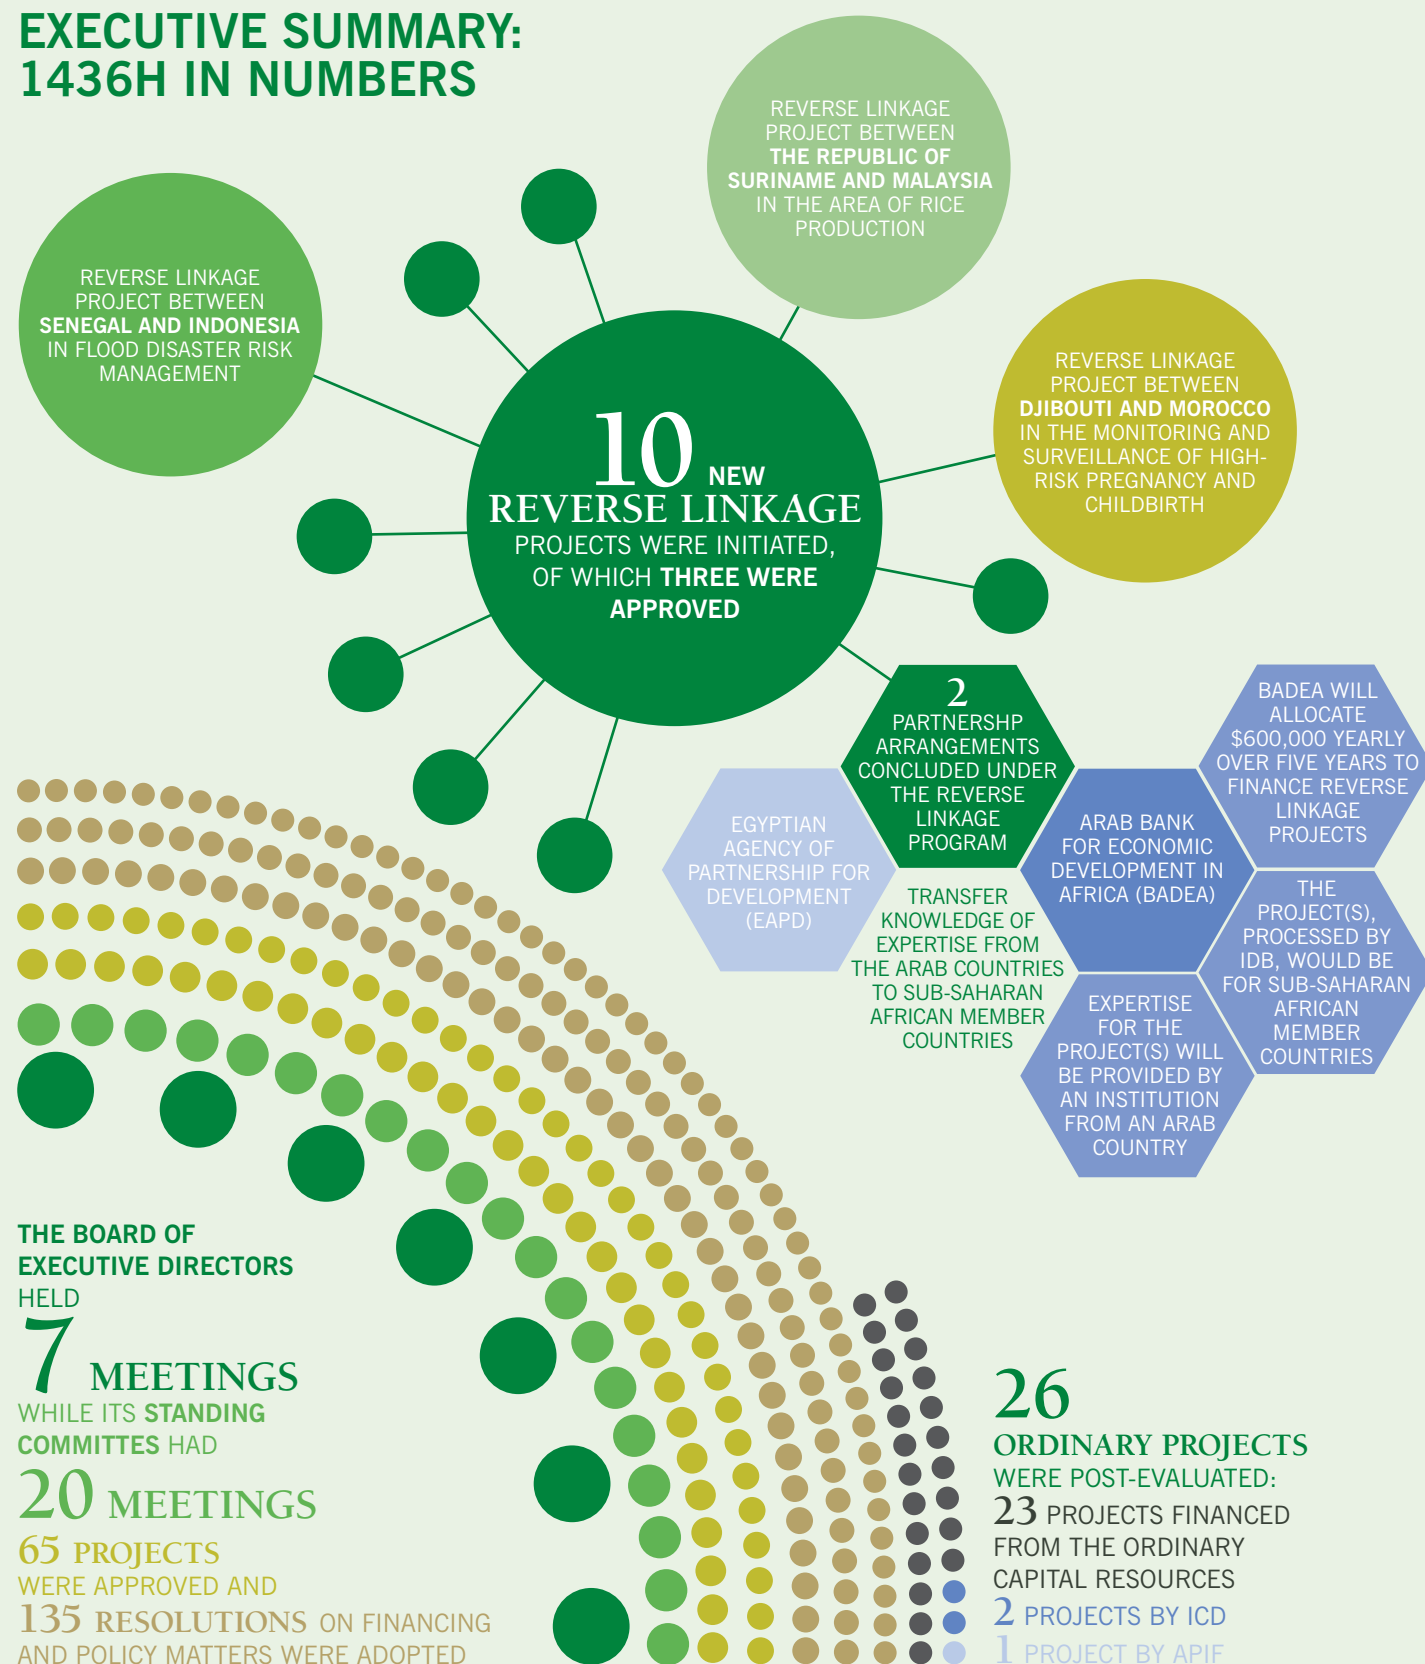 EXECUTIVE SUMMARY:
1436H IN NUMBERS
REVERSE LINKAGE
PROJECT BETWEEN
THE REPUBLIC OF
SURINAME AND MALAYSIA
IN THE AREA OF RICE
PRODUCTION
REVERSE LINKAGE
PROJECT BETWEEN
SENEGAL AND INDONESIA
IN FLOOD DISASTER RISK
MANAGEMENT
REVERSE LINKAGE
PROJECT BETWEEN
DJIBOUTI AND MOROCCO
IN THE MONITORING AND
SURVEILLANCE OF HIGH-
RISK PREGNANCY AND
CHILDBIRTH
10 NEW
REVERSE LINKAGE
PROJECTS WERE INITIATED,
OF WHICH THREE WERE
APPROVED
2
PARTNERSHP
ARRANGEMENTS
CONCLUDED UNDER
THE REVERSE
LINKAGE
PROGRAM
EGYPTIAN
AGENCY OF
PARTNERSHIP FOR
DEVELOPMENT
(EAPD)
TRANSFER
KNOWLEDGE OF
EXPERTISE FROM
THE ARAB COUNTRIES
TO SUB-SAHARAN
AFRICAN MEMBER
COUNTRIES
ARAB BANK
FOR ECONOMIC
DEVELOPMENT IN
AFRICA (BADEA)
BADEA WILL
ALLOCATE
$600,000 YEARLY
OVER FIVE YEARS TO
FINANCE REVERSE
LINKAGE
PROJECTS
THE
PROJECT(S),
PROCESSED BY
IDB, WOULD BE
FOR SUB-SAHARAN
AFRICAN
MEMBER
COUNTRIES
EXPERTISE
FOR THE
PROJECT(S) WILL
BE PROVIDED BY
AN INSTITUTION
FROM AN ARAB
COUNTRY
THE BOARD OF
EXECUTIVE DIRECTORS
HELD
7 MEETINGS
WHILE ITS STANDING
COMMITTES HAD
20 MEETINGS
65 PROJECTS
WERE APPROVED AND
135 RESOLUTIONS ON FINANCING
AND POLICY MATTERS WERE ADOPTED
26
ORDINARY PROJECTS
WERE POST-EVALUATED:
23 PROJECTS FINANCED
FROM THE ORDINARY
CAPITAL RESOURCES
2 PROJECTS BY ICD
1 PROJECT BY APIF